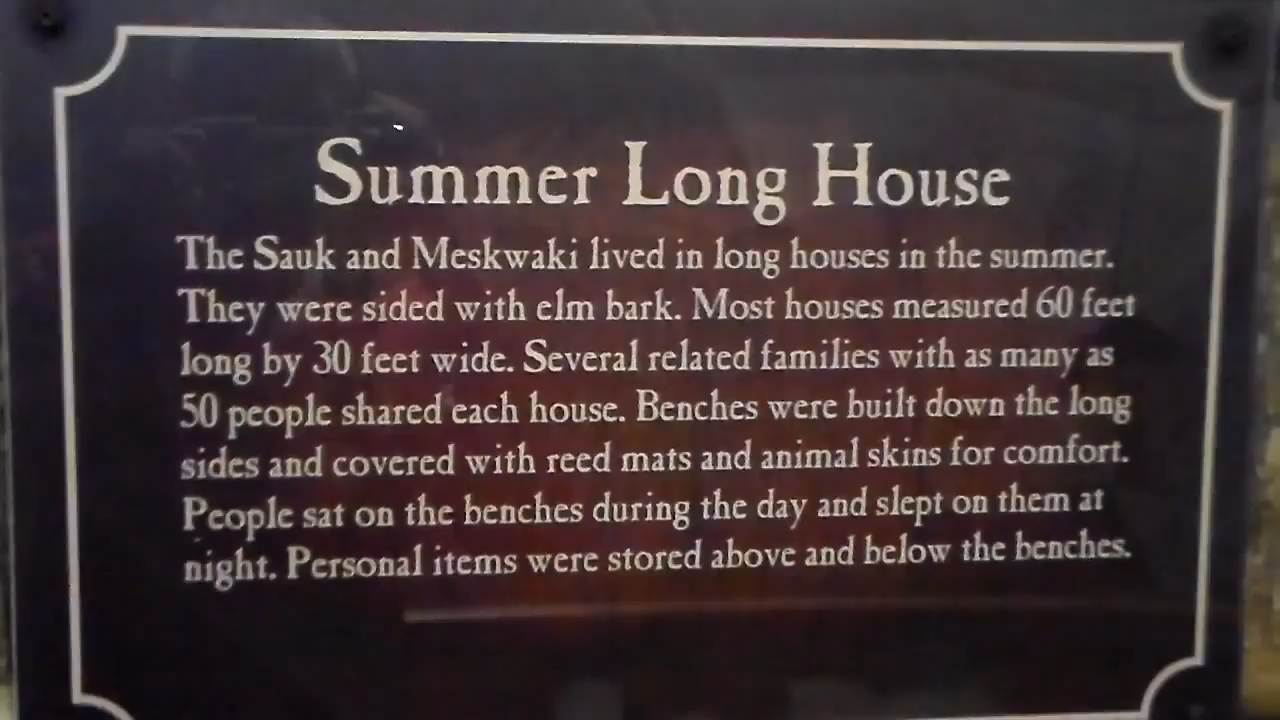 Summer Long House
The Sauk and Meskwaki lived in long houses in the summer.
They were sided with elm bark. Most houses measured 60 feet
long by 30 feet wide. Several related families with as many as
50 people shared each house. Benches were built down the long
sides and covered with reed mats and animal skins for comfort.
People sat on the benches during the day and slept on them at
night. Personal items were stored above and below the benches.